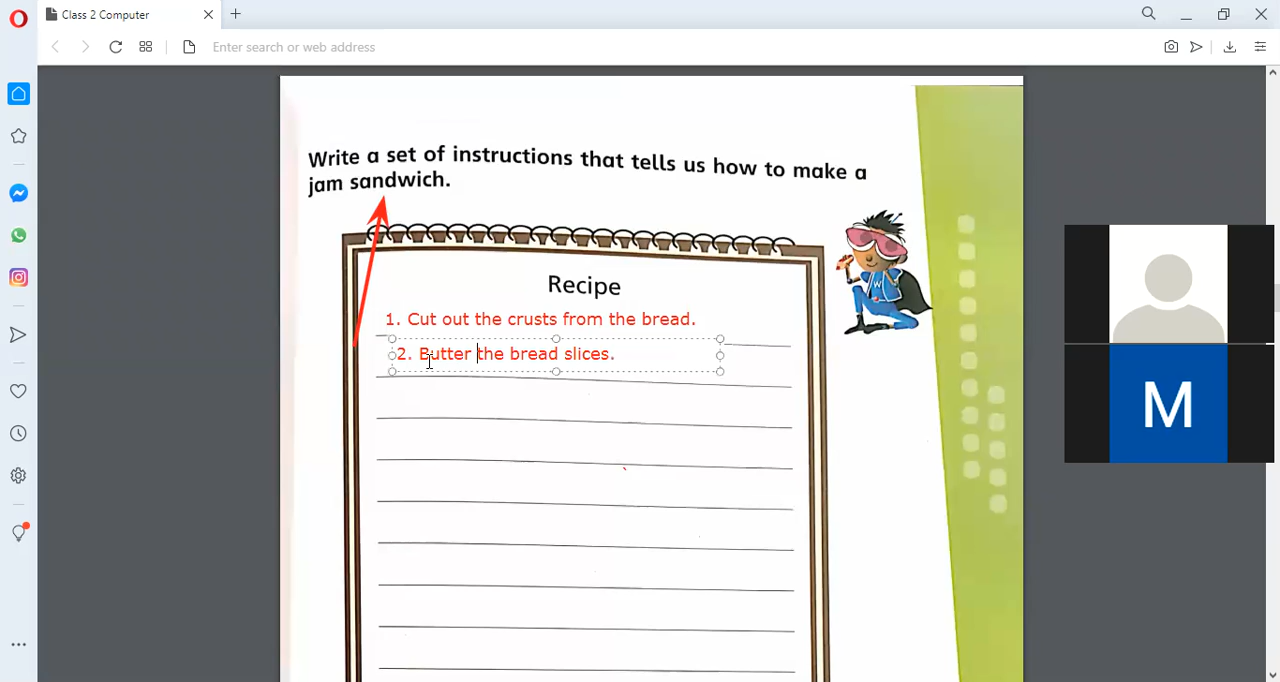 Class 2 Computer
Enter search or web address
Write a set of instructions that tells us how to make a
jam sandwich.
Recipe
1. Cut out the crusts from the bread.
2. Butter the bread slices.
W
M